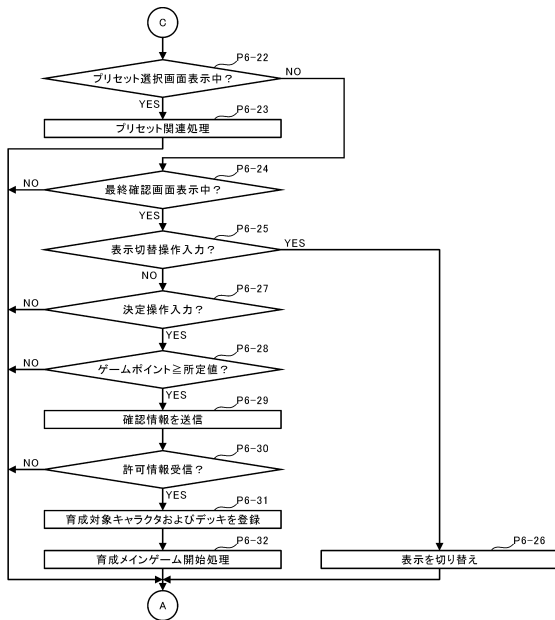 C
P6-22
プリセット選択画面表示中？
NO
YES
P6-23
プリセット関連処理
P6-24
NO
最終確認画面表示中？
YES
P6-25
表示切替操作入力？
YES
NO
P6-27
NO
決定操作入力？
YES
P6-28
NO
ゲームポイント≧所定値？
YES
P6-29
確認情報を送信
P6-30
NO
許可情報受信？
YES
P6-31
育成対象キャラクタおよびデッキを登録
P6-32
育成メインゲーム開始処理
P6-26
表示を切り替え
A